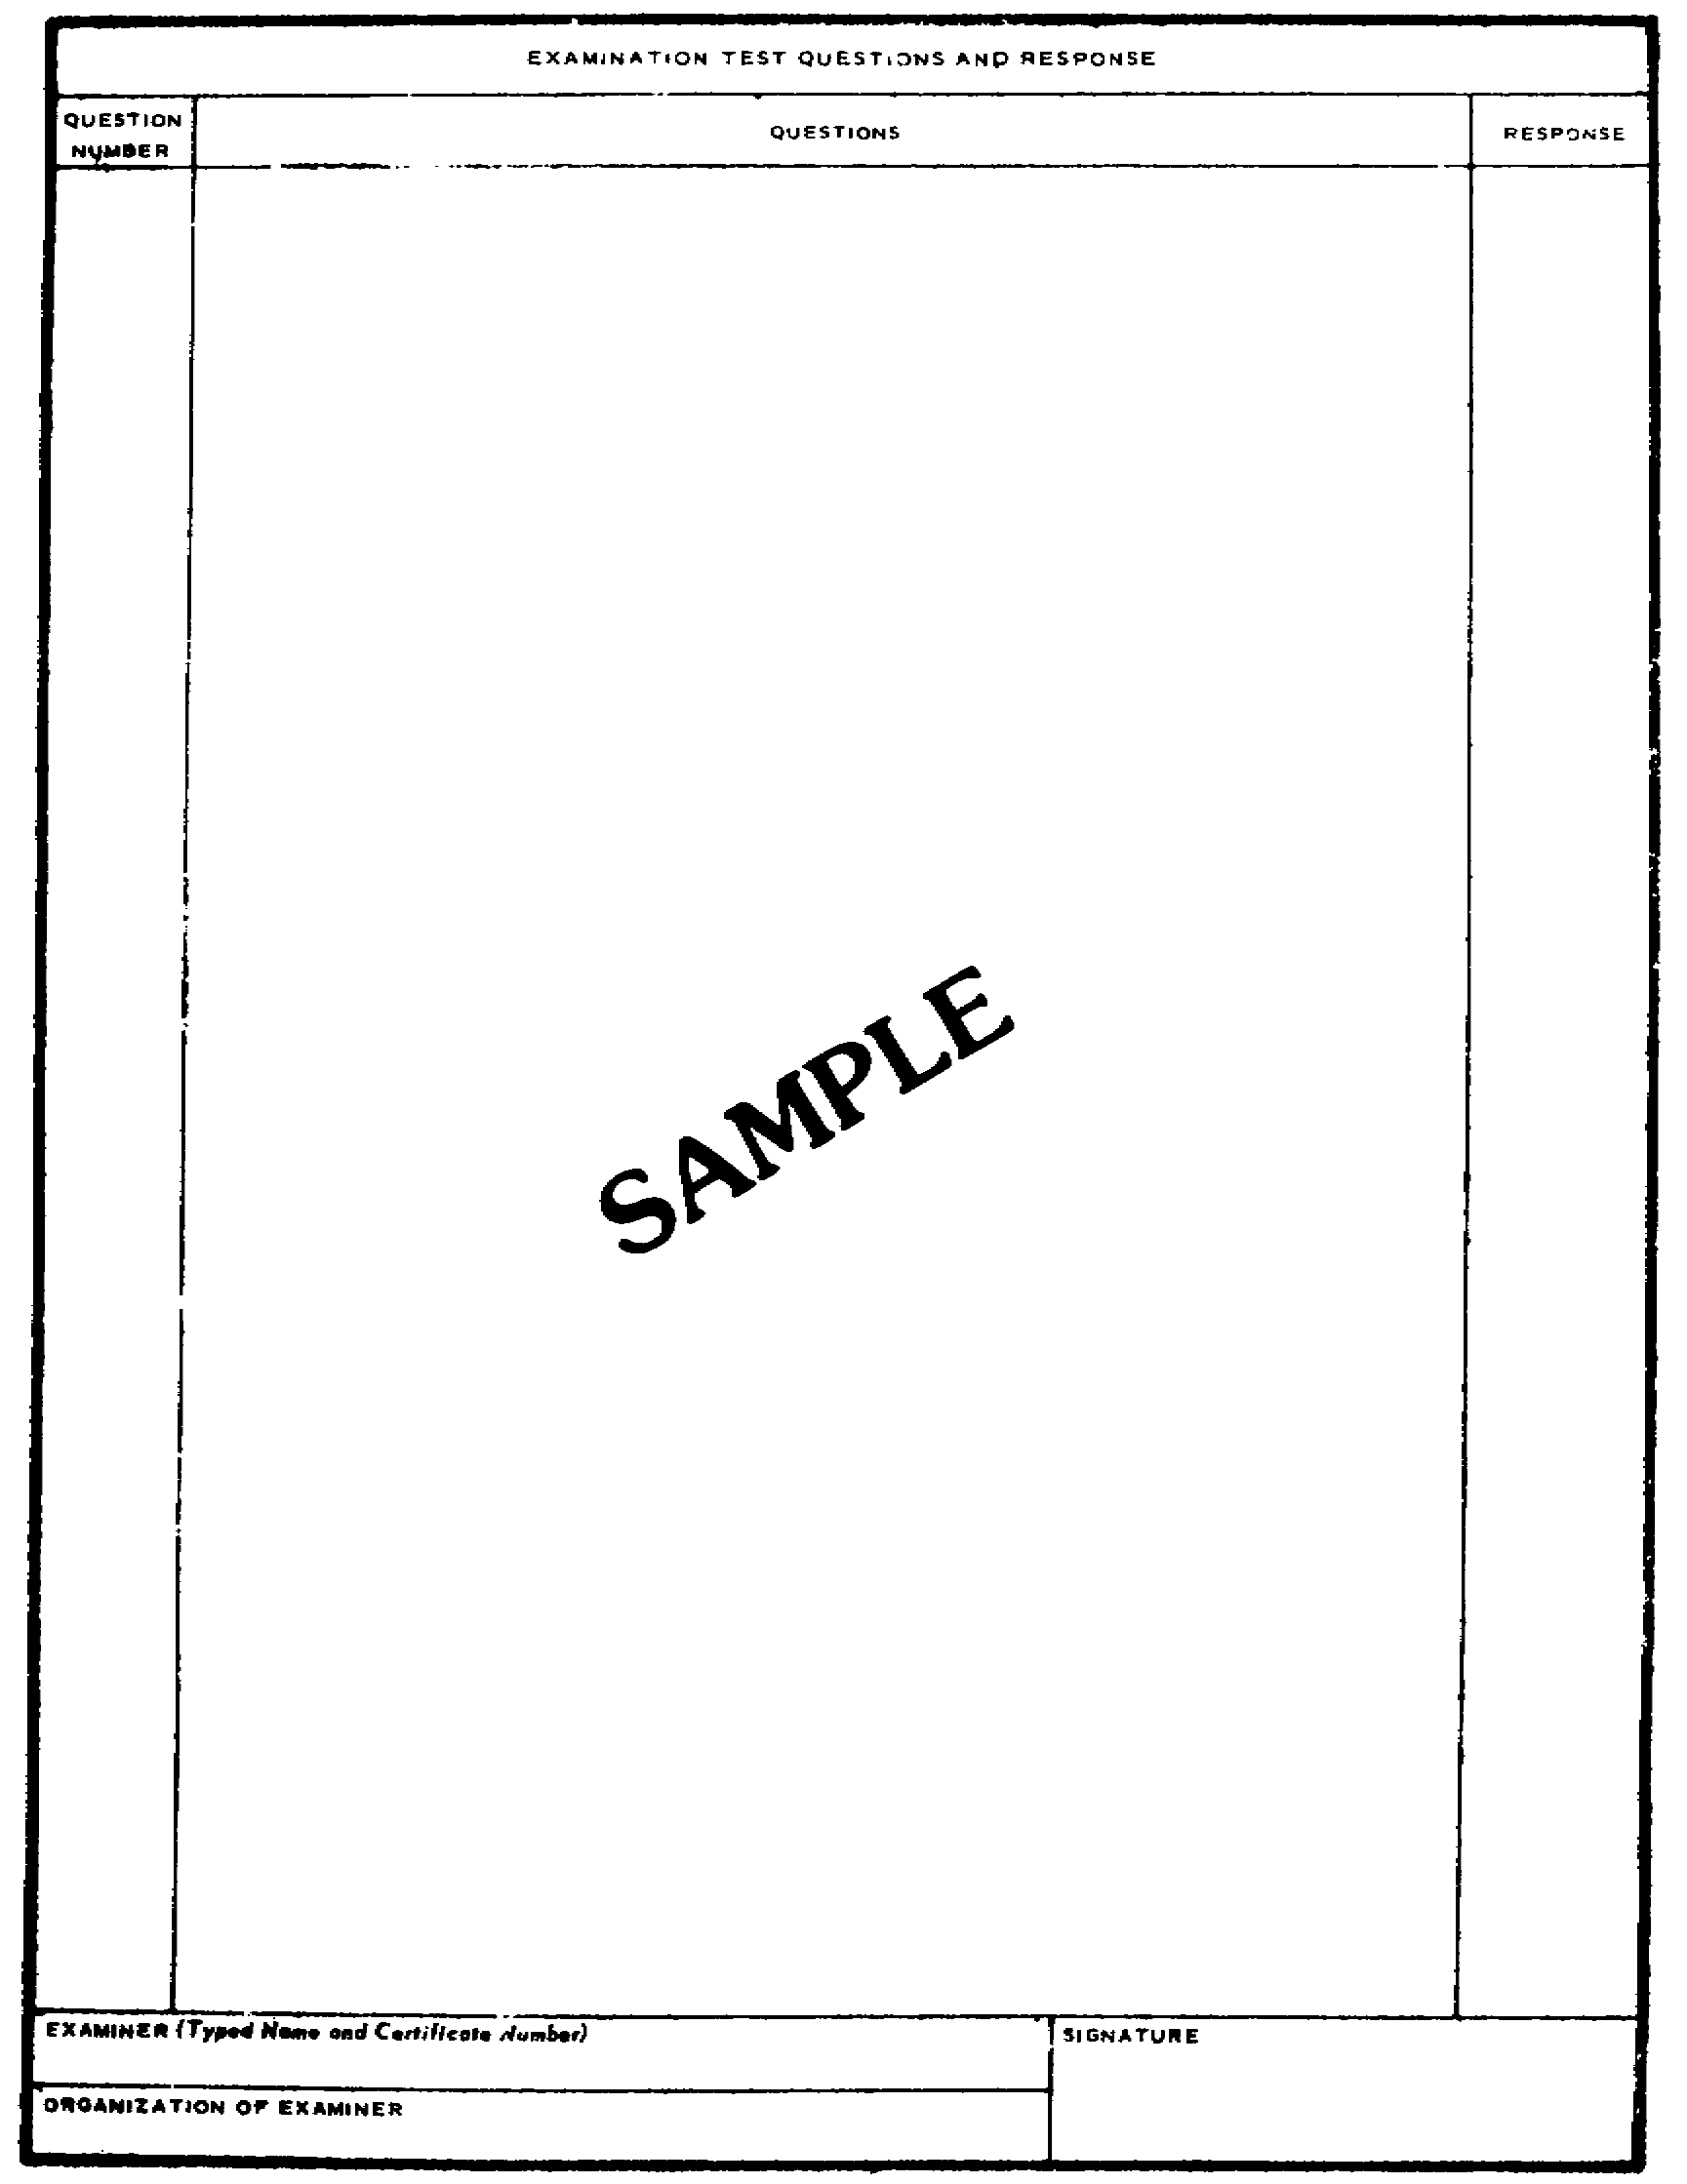 EXAMINATION TEST QUESTIONS AND RESPONSE
QUESTION
NUMBER
QUESTIONS
RESPONSE
SAMPLE
EXAMINER (Typed Name and Certificate Number)
SIGNATURE
ORGANIZATION OF EXAMINER